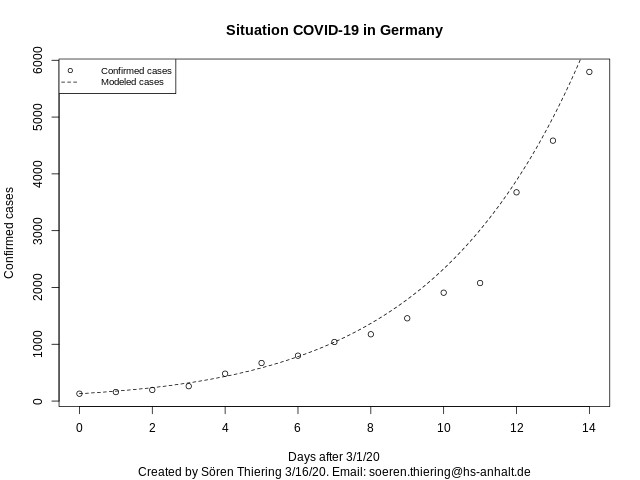 Situation COVID-19 in Germany
Confirmed cases
Modeled cases
Confirmed cases
6000
5000
4000
3000
2000
1000
0
0 2 4 6 8 10 12 14
Days after 3/1/20
Created by Sören Thiering 3/16/20. Email: soeren.thiering@hs-anhalt.de